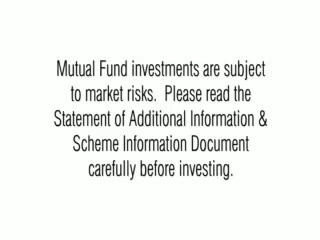 Mutual Fund investments are subject
to market risks. Please read the
Statement of Additional Information &
Scheme Information Document
carefully before investing.